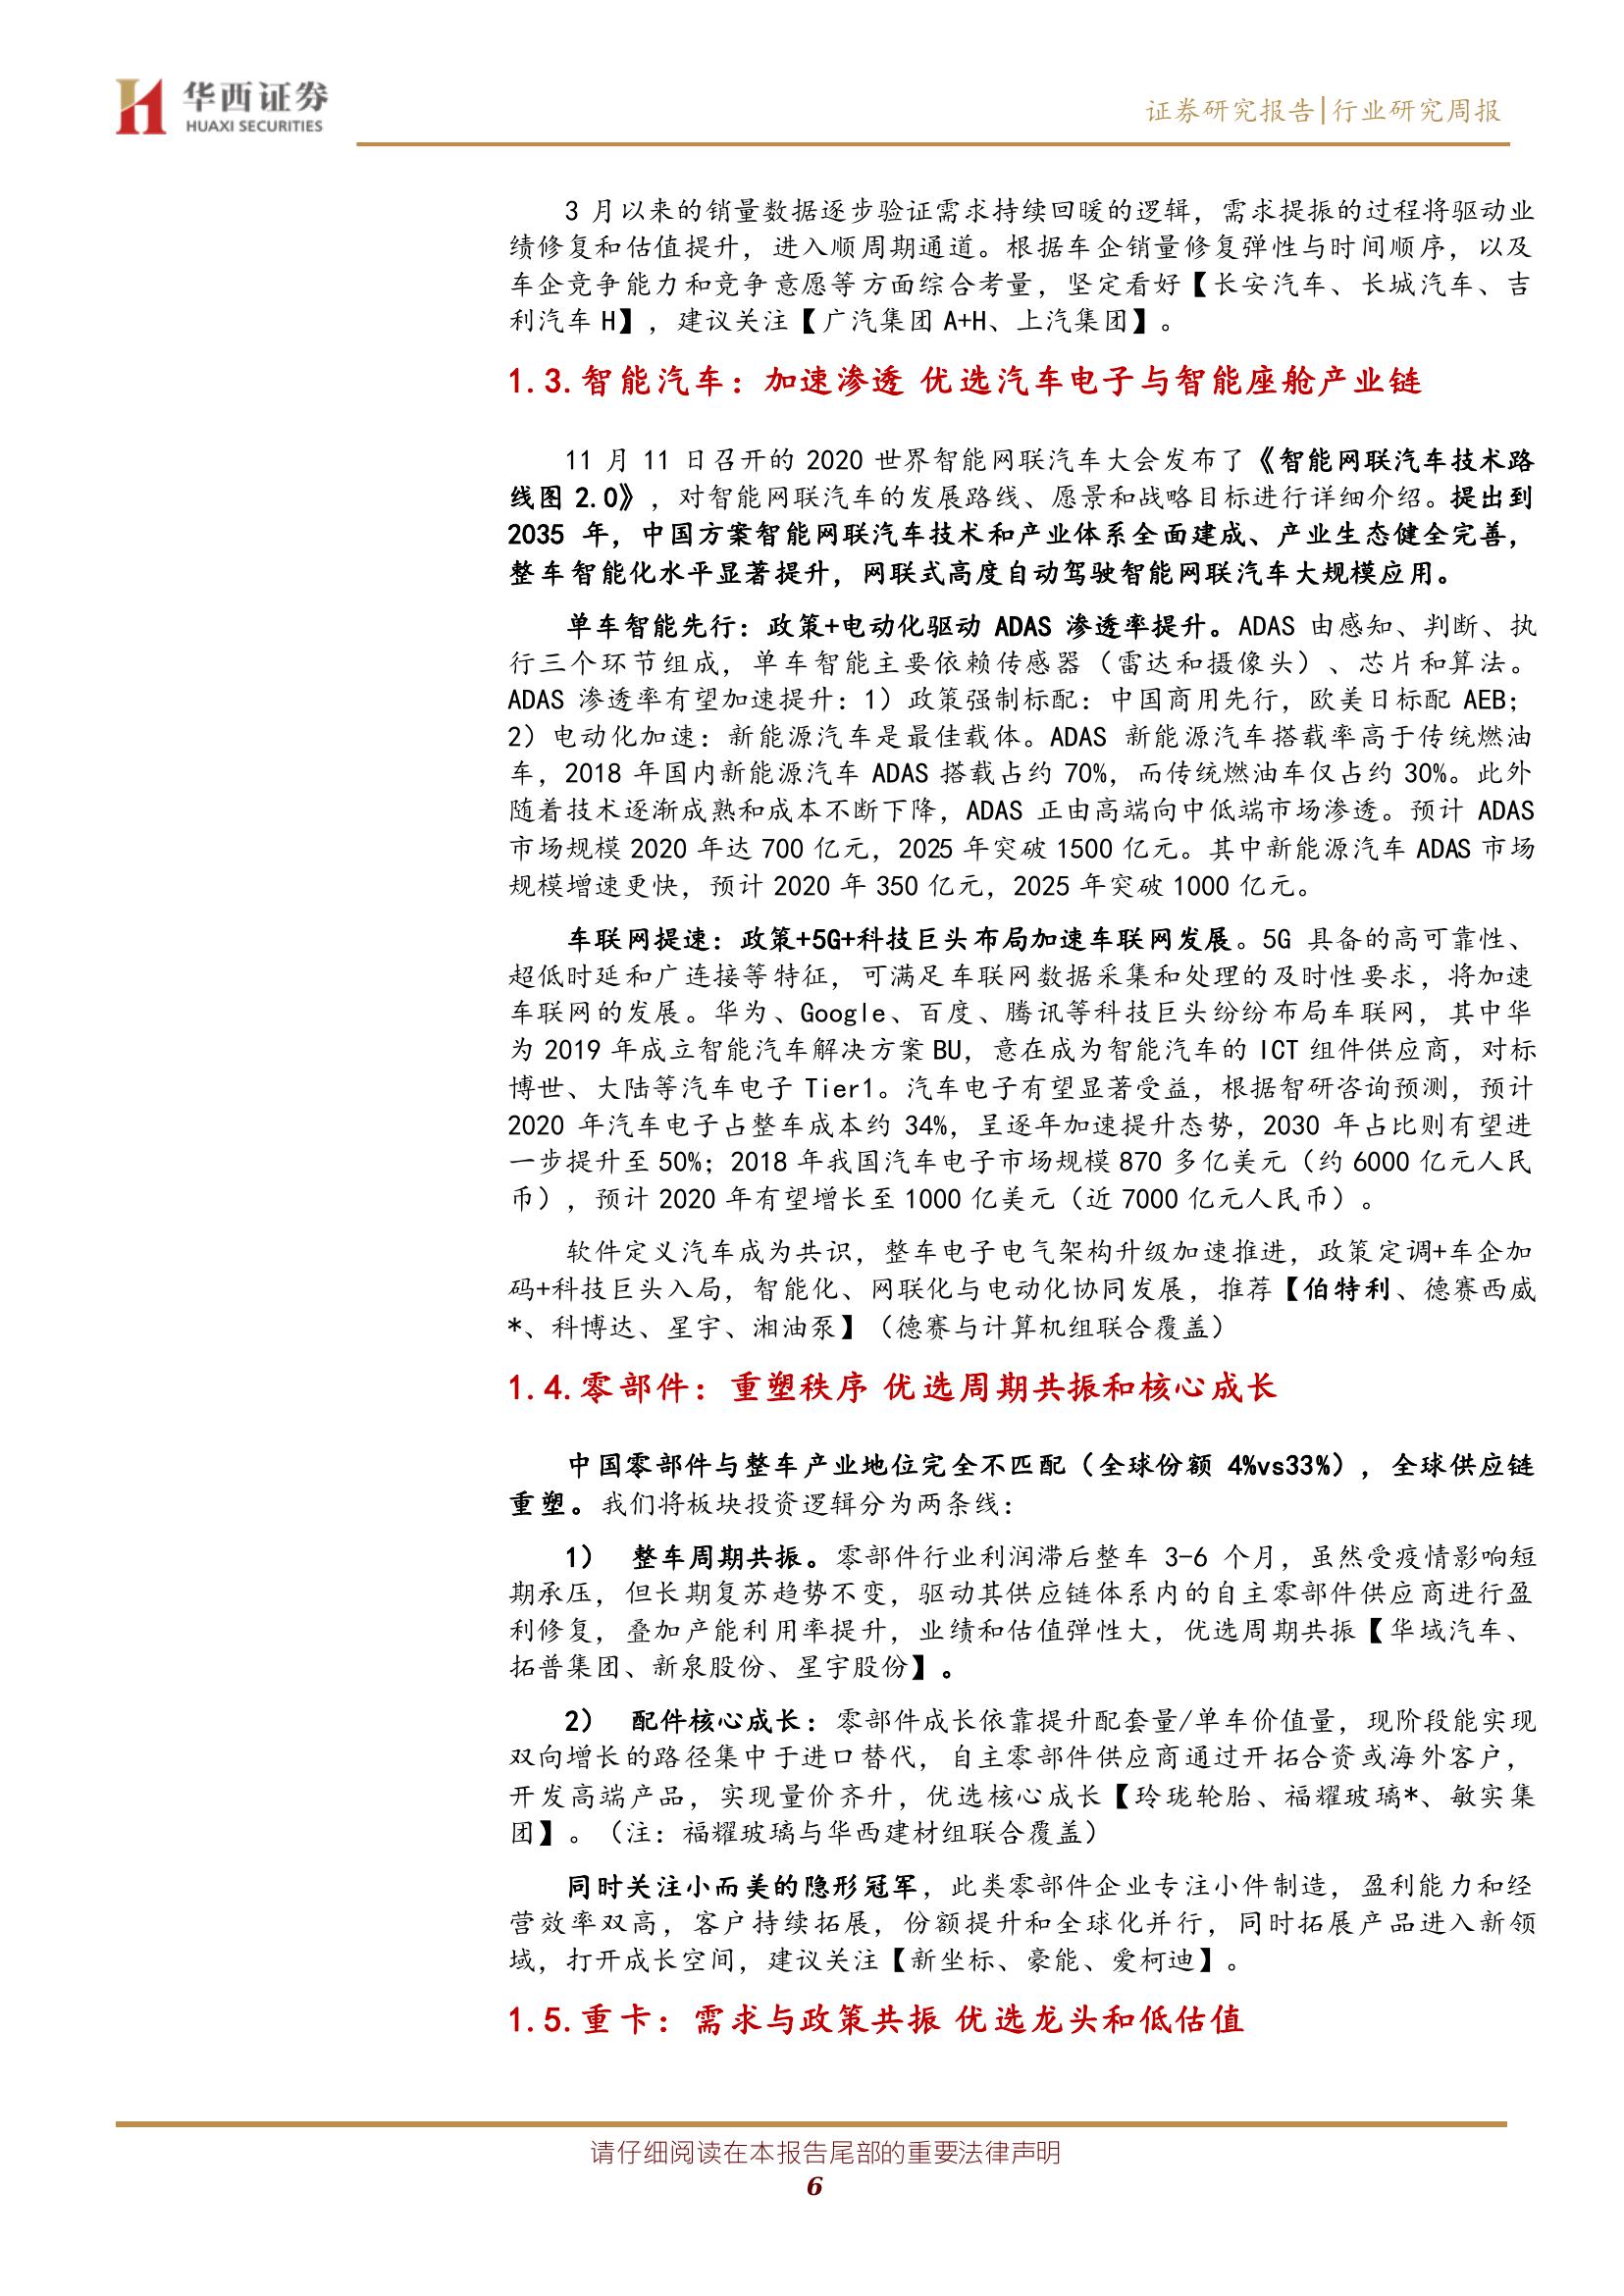 华西证券
HUAXI SECURITIES
证券研究报告|行业研究周报
3 月以来的销量数据逐步验证需求持续回暖的逻辑，需求提振的过程将驱动业
绩修复和估值提升，进入顺周期通道。根据车企销量修复弹性与时间顺序，以及
车企竞争能力和竞争意愿等方面综合考量，坚定看好【长安汽车、长城汽车、吉
利汽车 H】，建议关注【广汽集团 A+H、上汽集团】。
1.3.智能汽车：加速渗透 优选汽车电子与智能座舱产业链
11 月 11 日召开的 2020 世界智能网联汽车大会发布了《智能网联汽车技术路
线图 2.0》，对智能网联汽车的发展路线、愿景和战略目标进行详细介绍。提出到
2035 年，中国方案智能网联汽车技术和产业体系全面建成、产业生态健全完善，
整车智能化水平显著提升，网联式高度自动驾驶智能网联汽车大规模应用。
单车智能先行：政策+电动化驱动 ADAS 渗透率提升。ADAS 由感知、判断、执
行三个环节组成，单车智能主要依赖传感器（雷达和摄像头）、芯片和算法。
ADAS 渗透率有望加速提升：1）政策强制标配：中国商用先行，欧美日标配 AEB；
2）电动化加速：新能源汽车是最佳载体。ADAS 新能源汽车搭载率高于传统燃油
车，2018 年国内新能源汽车 ADAS 搭载占约 70%，而传统燃油车仅占约 30%。此外
随着技术逐渐成熟和成本不断下降，ADAS 正由高端向中低端市场渗透。预计 ADAS
市场规模 2020 年达 700 亿元，2025 年突破 1500 亿元。其中新能源汽车 ADAS 市场
规模增速更快，预计 2020 年 350 亿元，2025 年突破 1000 亿元。
车联网提速：政策+5G+科技巨头布局加速车联网发展。5G 具备的高可靠性、
超低时延和广连接等特征，可满足车联网数据采集和处理的及时性要求，将加速
车联网的发展。华为、Google、百度、腾讯等科技巨头纷纷布局车联网，其中华
为 2019 年成立智能汽车解决方案 BU，意在成为智能汽车的 ICT 组件供应商，对标
博世、大陆等汽车电子 Tier1。汽车电子有望显著受益，根据智研咨询预测，预计
2020 年汽车电子占整车成本约 34%，呈逐年加速提升态势，2030 年占比则有望进
一步提升至 50%；2018 年我国汽车电子市场规模 870 多亿美元（约 6000 亿元人民
币），预计 2020 年有望增长至 1000 亿美元（近 7000 亿元人民币）。
软件定义汽车成为共识，整车电子电气架构升级加速推进，政策定调+车企加
码+科技巨头入局，智能化、网联化与电动化协同发展，推荐【伯特利、德赛西威
*、科博达、星宇、湘油泵】（德赛与计算机组联合覆盖）
1.4.零部件：重塑秩序 优选周期共振和核心成长
中国零部件与整车产业地位完全不匹配（全球份额 4%vs33%），全球供应链
重塑。我们将板块投资逻辑分为两条线：
1） 整车周期共振。零部件行业利润滞后整车 3-6 个月，虽然受疫情影响短
期承压，但长期复苏趋势不变，驱动其供应链体系内的自主零部件供应商进行盈
利修复，叠加产能利用率提升，业绩和估值弹性大，优选周期共振【华域汽车、
拓普集团、新泉股份、星宇股份】。
2） 配件核心成长：零部件成长依靠提升配套量/单车价值量，现阶段能实现
双向增长的路径集中于进口替代，自主零部件供应商通过开拓合资或海外客户，
开发高端产品，实现量价齐升，优选核心成长【玲珑轮胎、福耀玻璃*、敏实集
团】。（注：福耀玻璃与华西建材组联合覆盖）
同时关注小而美的隐形冠军，此类零部件企业专注小件制造，盈利能力和经
营效率双高，客户持续拓展，份额提升和全球化并行，同时拓展产品进入新领
域，打开成长空间，建议关注【新坐标、豪能、爱柯迪】。
1.5.重卡：需求与政策共振 优选龙头和低估值
请仔细阅读在本报告尾部的重要法律声明
6